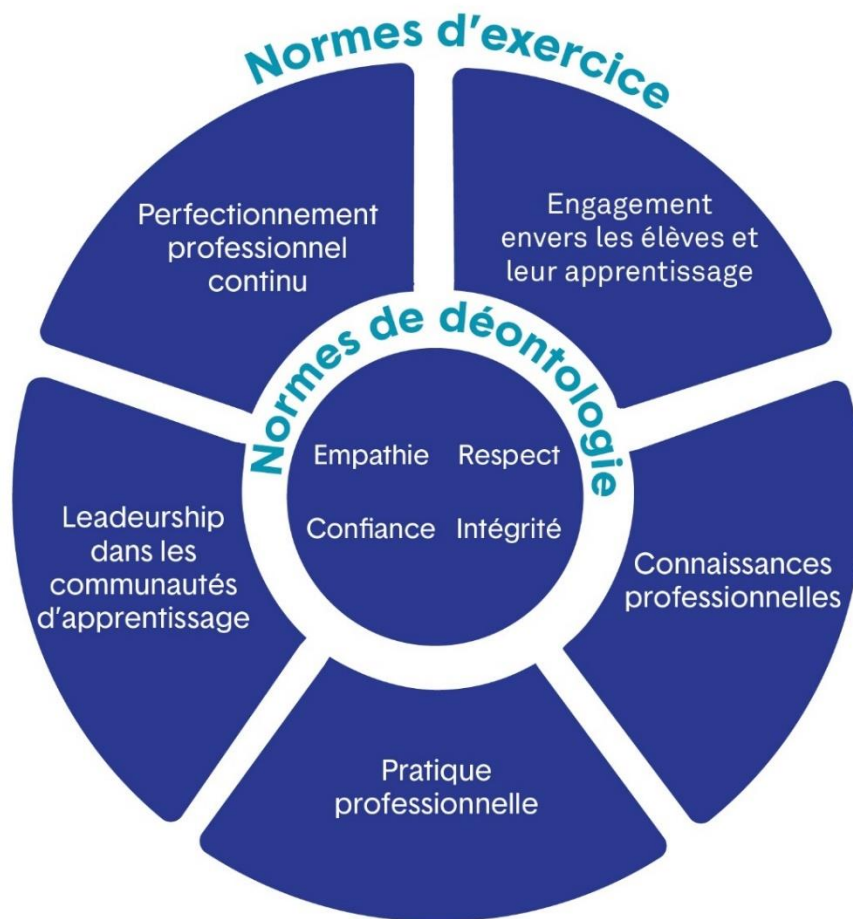 Normes d'exercice
Perfectionnement
professionnel
continu
Engagement
envers les élèves et
leur apprentissage
Normes de déontologie
Empathie Respect
Confiance Intégrité
Leadeurship
dans les
communautés
d'apprentissage
Connaissances
professionnelles
Pratique
professionnelle